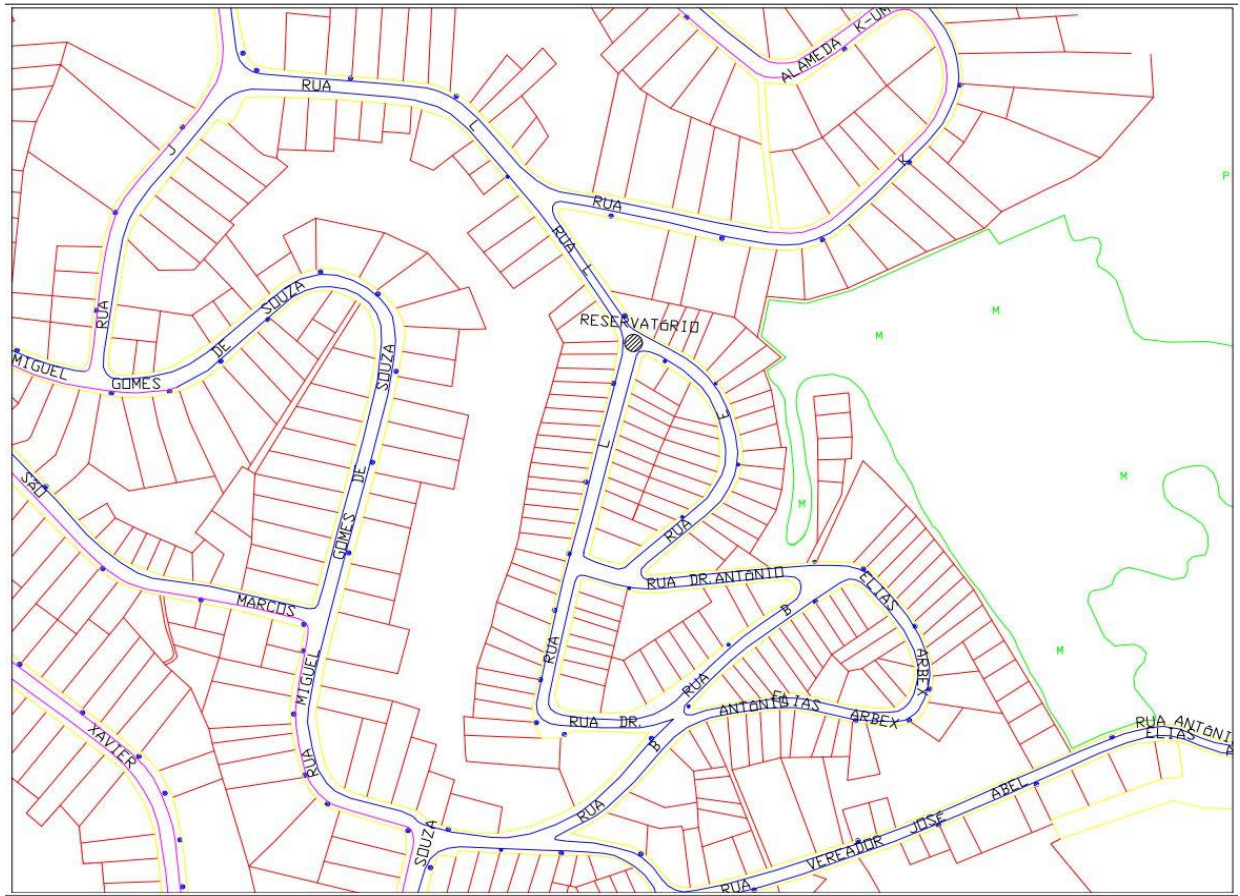 ALAMEDA K-UM
RUA
L
J
K
P
RUA
RUA L
SOUZA
M
RUA
RESERVATóRIO
M
DE
MIGUEL
GOMES
SOUZA
E
L
DE
M
SãO
M
GOMES
RUA
RUA DR.ANTôNIO
ELIAS
MARCOS
B
RUA
M
MIGUEL
ARBEX
RUA
ELIAS
ANTôNIO
ARBEX
RUA DR.
RUA ANTôNI
ELIAS
XAVIER
B
RUA
ABEL
RUA
JOSÉ
SOUZA
VEREADOR
RUA